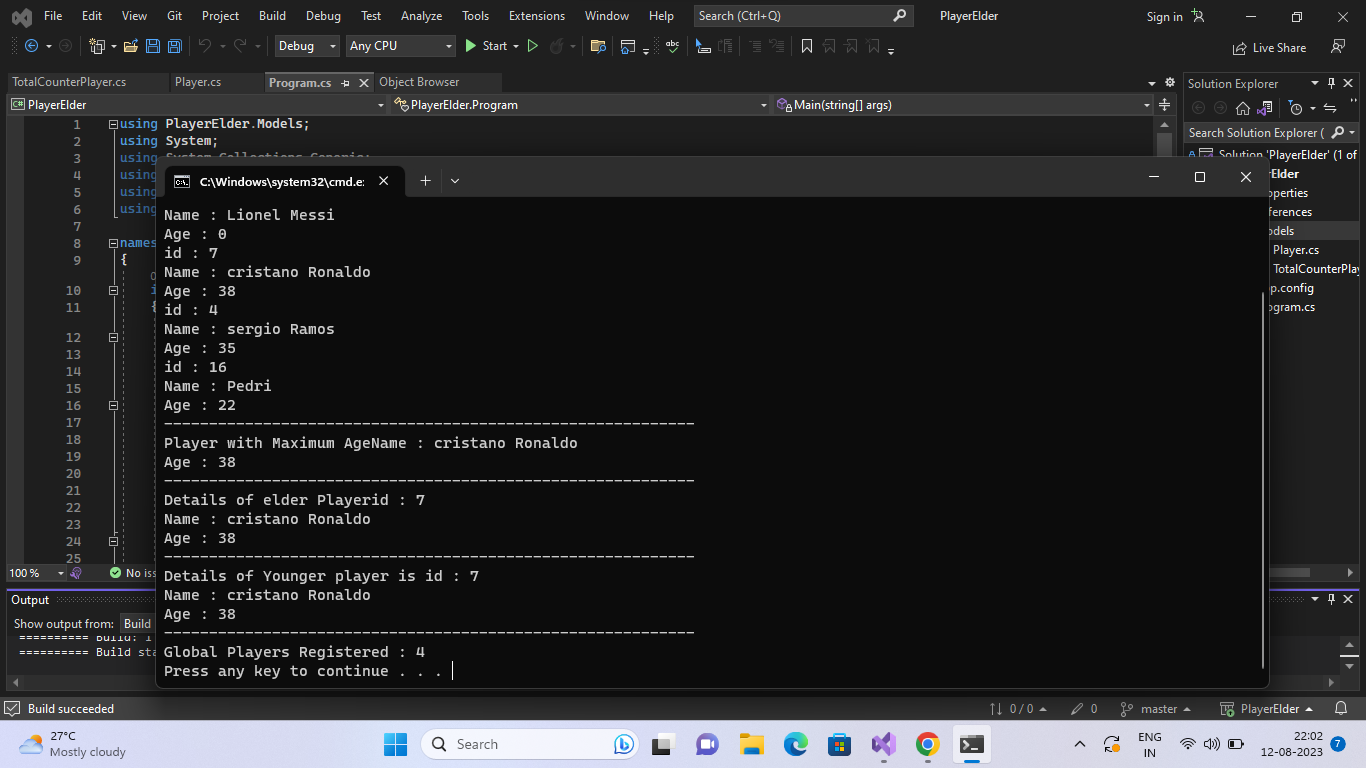 File Edit View Git Project Build Debug Test Analyze Tools Extensions Window Help Search (Ctrl+Q) PlayerElder Sign in
Debug Any CPU Start Live Share
TotalCounterPlayer.cs Player.cs Program.cs Object Browser Solution Explorer
PlayerElder PlayerElder.Program Main(string[] args)
Search Solution Explorer (
1 using PlayerElder.Models;
2 using System;
3 using System.Collections.Generic;
4 using
5 using
6 using
7
8 names
9 {
10
11 {
12
13
14
15
16
17
18
19
20
21
22
23
24
25
Solution 'PlayerElder' (1 of
rElder
operties
ferences
odels
Player.cs
TotalCounterPlay
p.config
ogram.cs
C:\Windows\system32\cmd.e
Name : Lionel Messi
Age : 0
id : 7
Name : cristano Ronaldo
Age : 38
id : 4
Name : sergio Ramos
Age : 35
id : 16
Name : Pedri
Age : 22
-----------------------------------------------------------
Player with Maximum AgeName : cristano Ronaldo
Age : 38
-----------------------------------------------------------
Details of elder Playerid : 7
Name : cristano Ronaldo
Age : 38
-----------------------------------------------------------
Details of Younger player is id : 7
Name : cristano Ronaldo
Age : 38
-----------------------------------------------------------
Global Players Registered : 4
Press any key to continue . . .
100 % No iss
Output
Show output from: Build
========== Build: 1
========== Build sta
Build succeeded 0 / 0 0 master PlayerElder
27°C
Mostly cloudy
Search
ENG
IN
22:02
12-08-2023
7